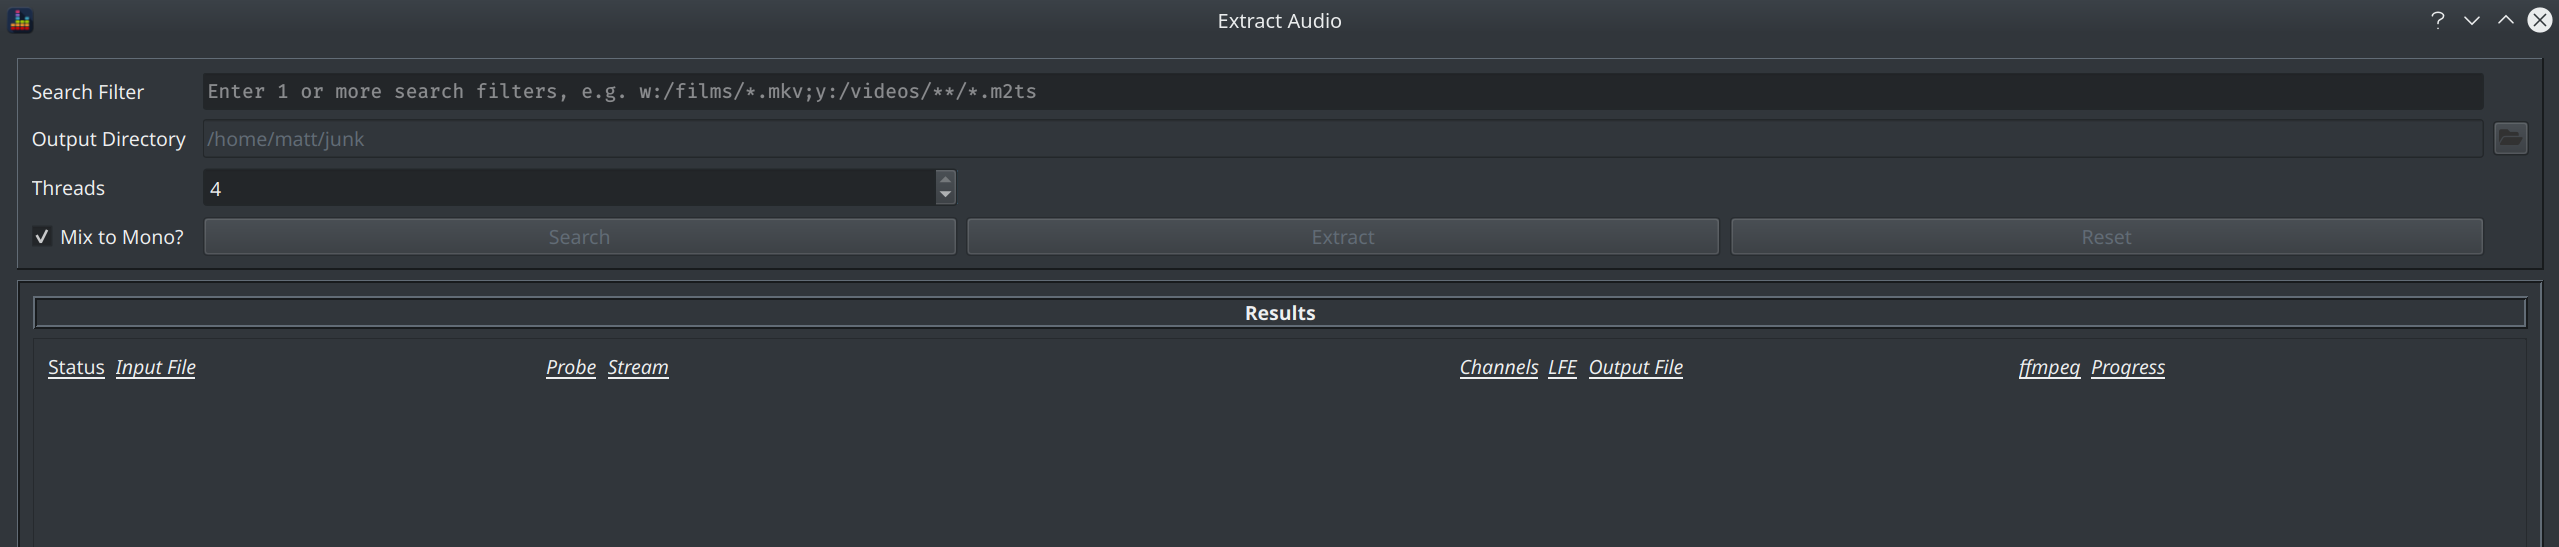 Extract Audio
Search Filter Enter 1 or more search filters, e.g. w:/films/*.mkv;y:/videos/**/*.m2ts
Output Directory /home/matt/junk
Threads 4
Mix to Mono? Search Extract Reset
Results
Status Input File Probe Stream Channels LFE Output File ffmpeg Progress